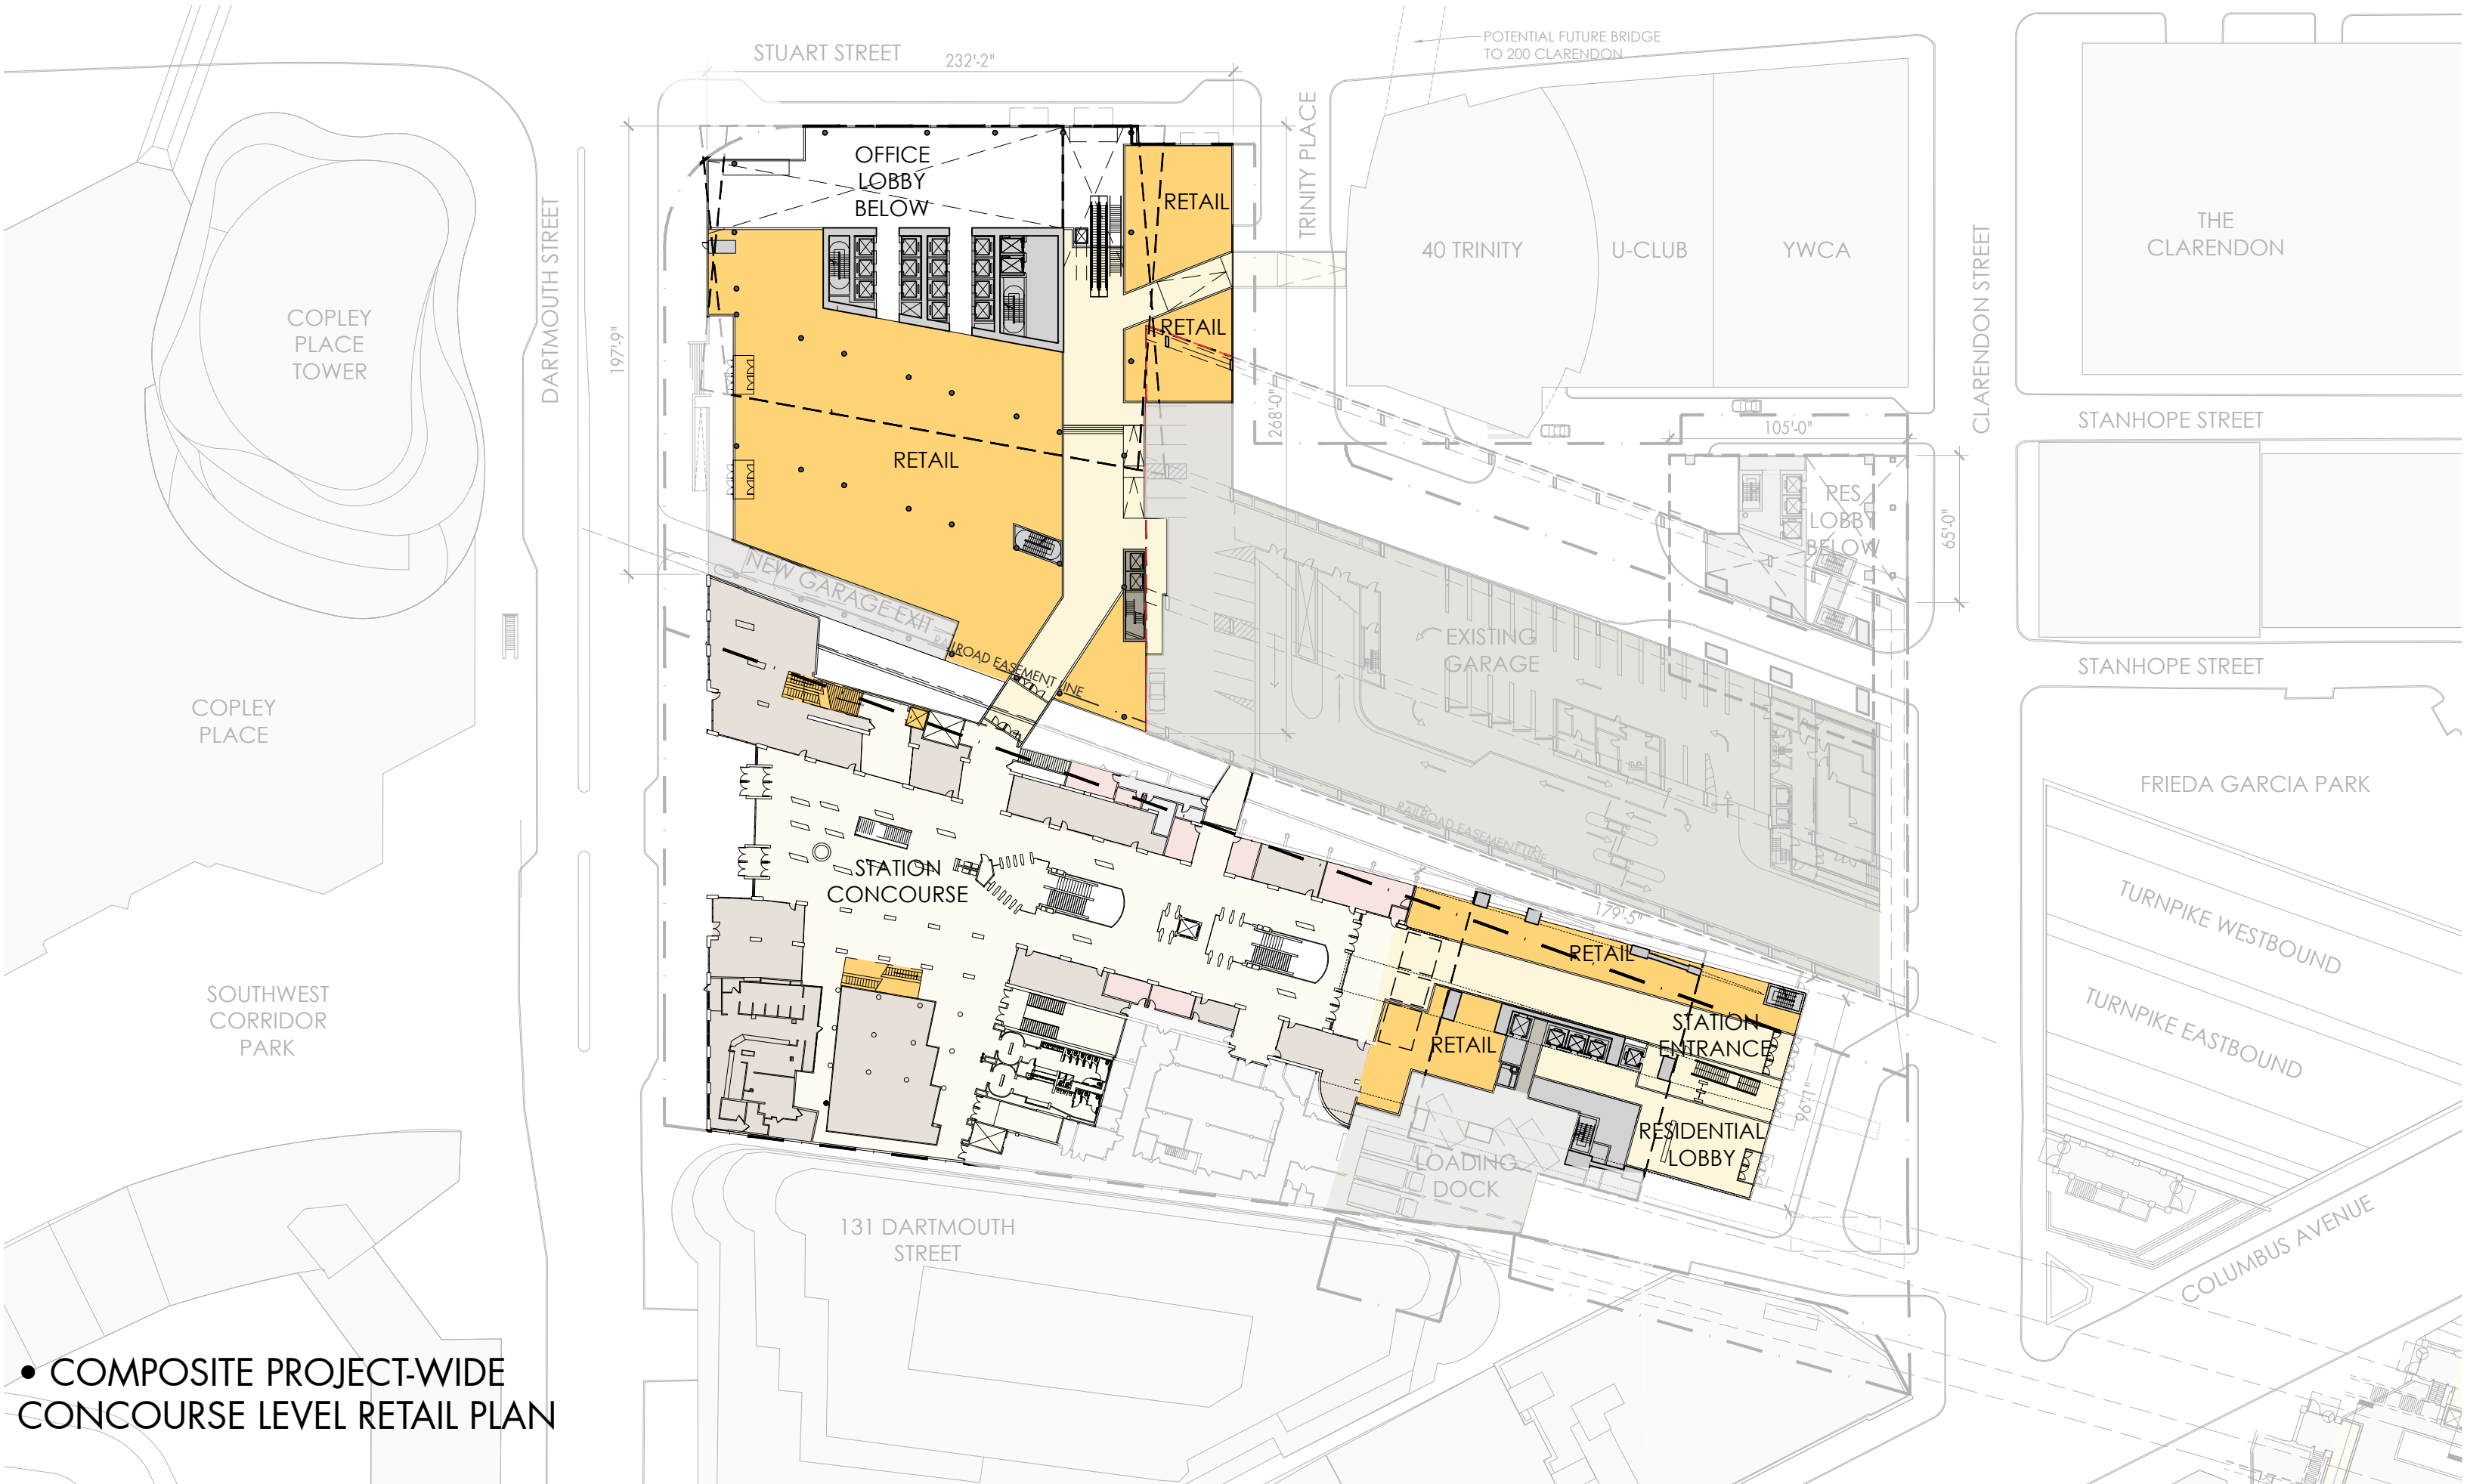 STUART STREET
232'-2"
POTENTIAL FUTURE BRIDGE
TO 200 CLARENDON
TRINITY PLACE
OFFICE
LOBBY
BELOW
RETAIL
40 TRINITY
U-CLUB
YWCA
THE
CLARENDON
DARTMOUTH STREET
CLARENDON STREET
COPLEY
PLACE
TOWER
197'-9"
RETAIL
268'-0"
STANHOPE STREET
105'-0"
RETAIL
RES
LOBBY
BELOW
65'-0"
NEW GARAGE EXIT
RAILROAD EASEMENT LINE
EXISTING
GARAGE
STANHOPE STREET
COPLEY
PLACE
FRIEDA GARCIA PARK
RAILROAD EASEMENT LINE
STATION
CONCOURSE
179'-5"
RETAIL
TURNPIKE WESTBOUND
SOUTHWEST
CORRIDOR
PARK
TURNPIKE EASTBOUND
STATION
ENTRANCE
RETAIL
96'-1"
RESIDENTIAL
LOBBY
LOADING
DOCK
131 DARTMOUTH
STREET
COLUMBUS AVENUE
• COMPOSITE PROJECT-WIDE
CONCOURSE LEVEL RETAIL PLAN